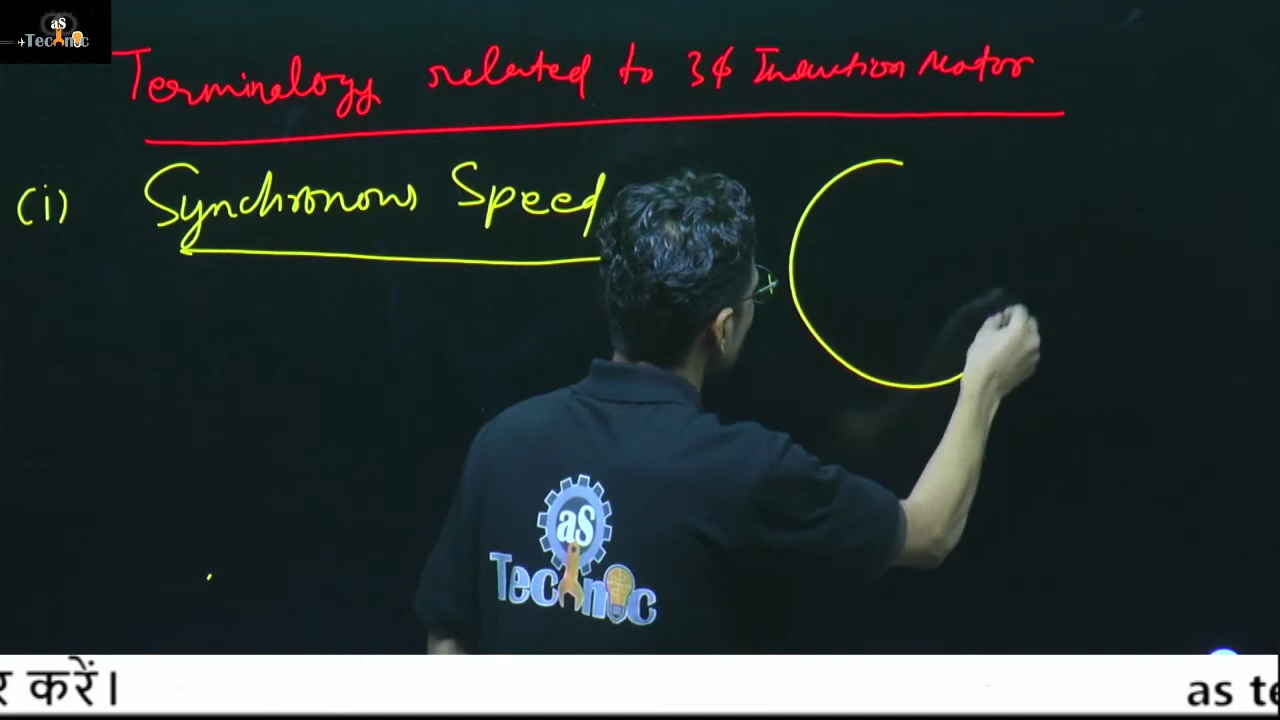 aS
Tecnic
Terminology related to 3ϕ Induction Motor
(i) Synchronous Speed
aS
Tecnic
र करें। as te